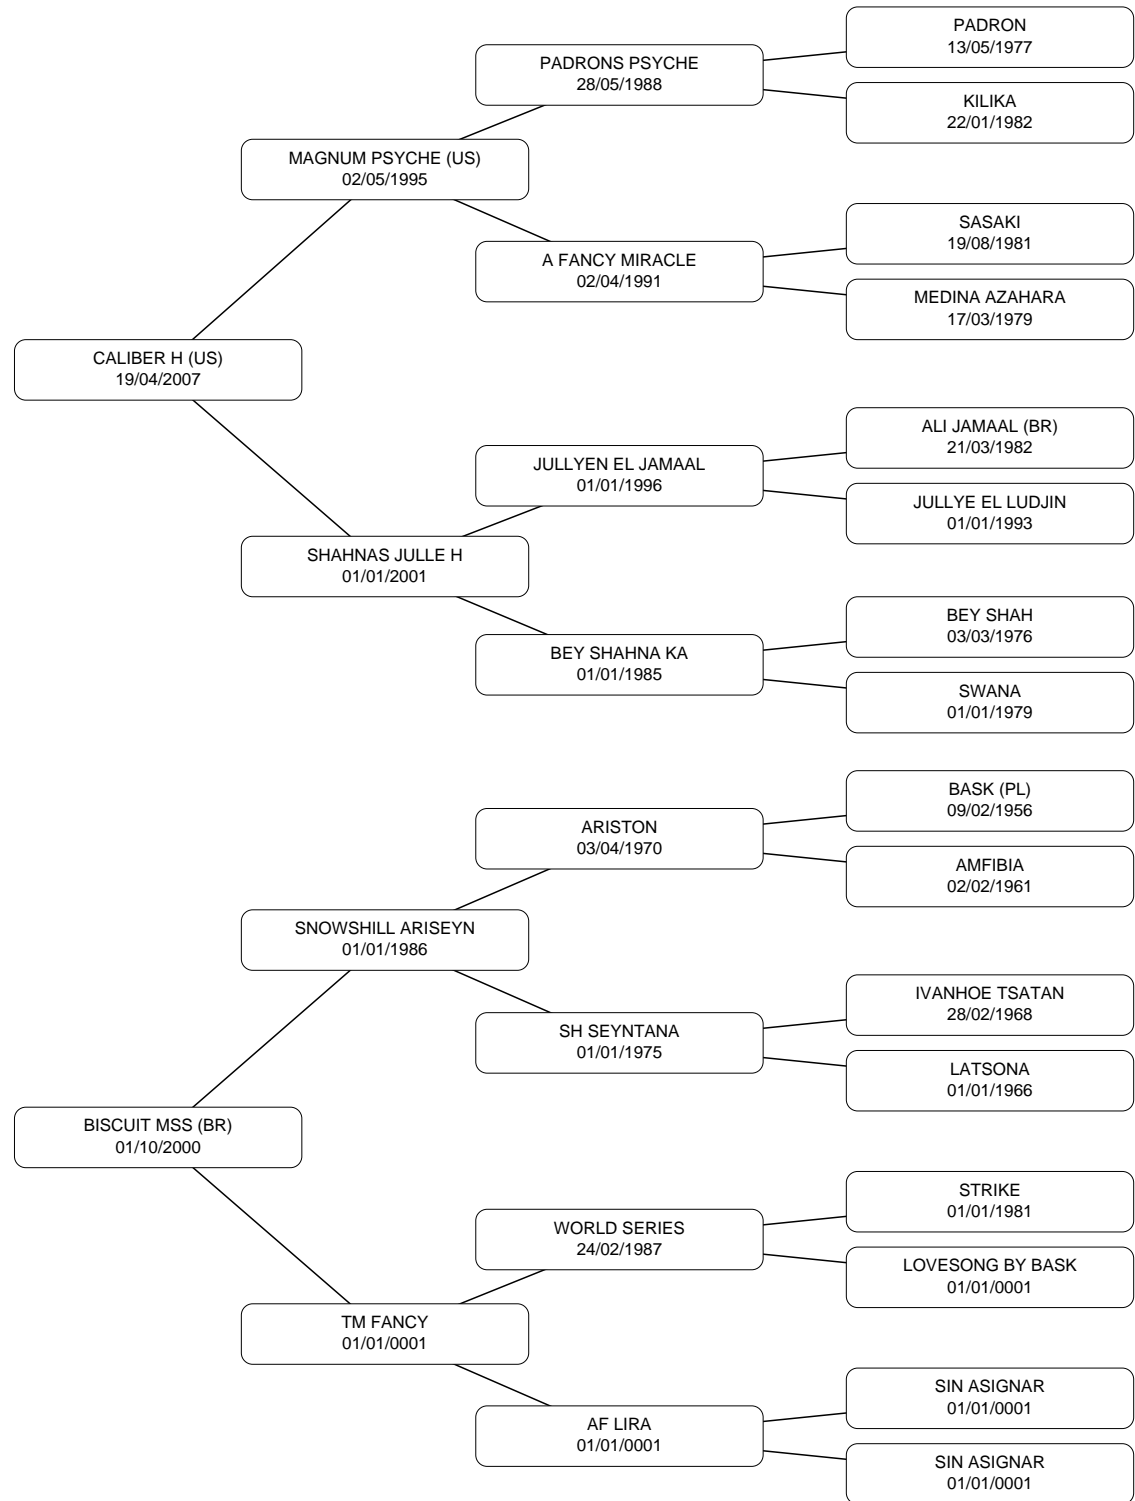 PADRON
13/05/1977
PADRONS PSYCHE
28/05/1988
KILIKA
22/01/1982
MAGNUM PSYCHE (US)
02/05/1995
SASAKI
19/08/1981
A FANCY MIRACLE
02/04/1991
MEDINA AZAHARA
17/03/1979
CALIBER H (US)
19/04/2007
ALI JAMAAL (BR)
21/03/1982
JULLYEN EL JAMAAL
01/01/1996
JULLYE EL LUDJIN
01/01/1993
SHAHNAS JULLE H
01/01/2001
BEY SHAH
03/03/1976
BEY SHAHNA KA
01/01/1985
SWANA
01/01/1979
BASK (PL)
09/02/1956
ARISTON
03/04/1970
AMFIBIA
02/02/1961
SNOWSHILL ARISEYN
01/01/1986
IVANHOE TSATAN
28/02/1968
SH SEYNTANA
01/01/1975
LATSONA
01/01/1966
BISCUIT MSS (BR)
01/10/2000
STRIKE
01/01/1981
WORLD SERIES
24/02/1987
LOVESONG BY BASK
01/01/0001
TM FANCY
01/01/0001
SIN ASIGNAR
01/01/0001
AF LIRA
01/01/0001
SIN ASIGNAR
01/01/0001